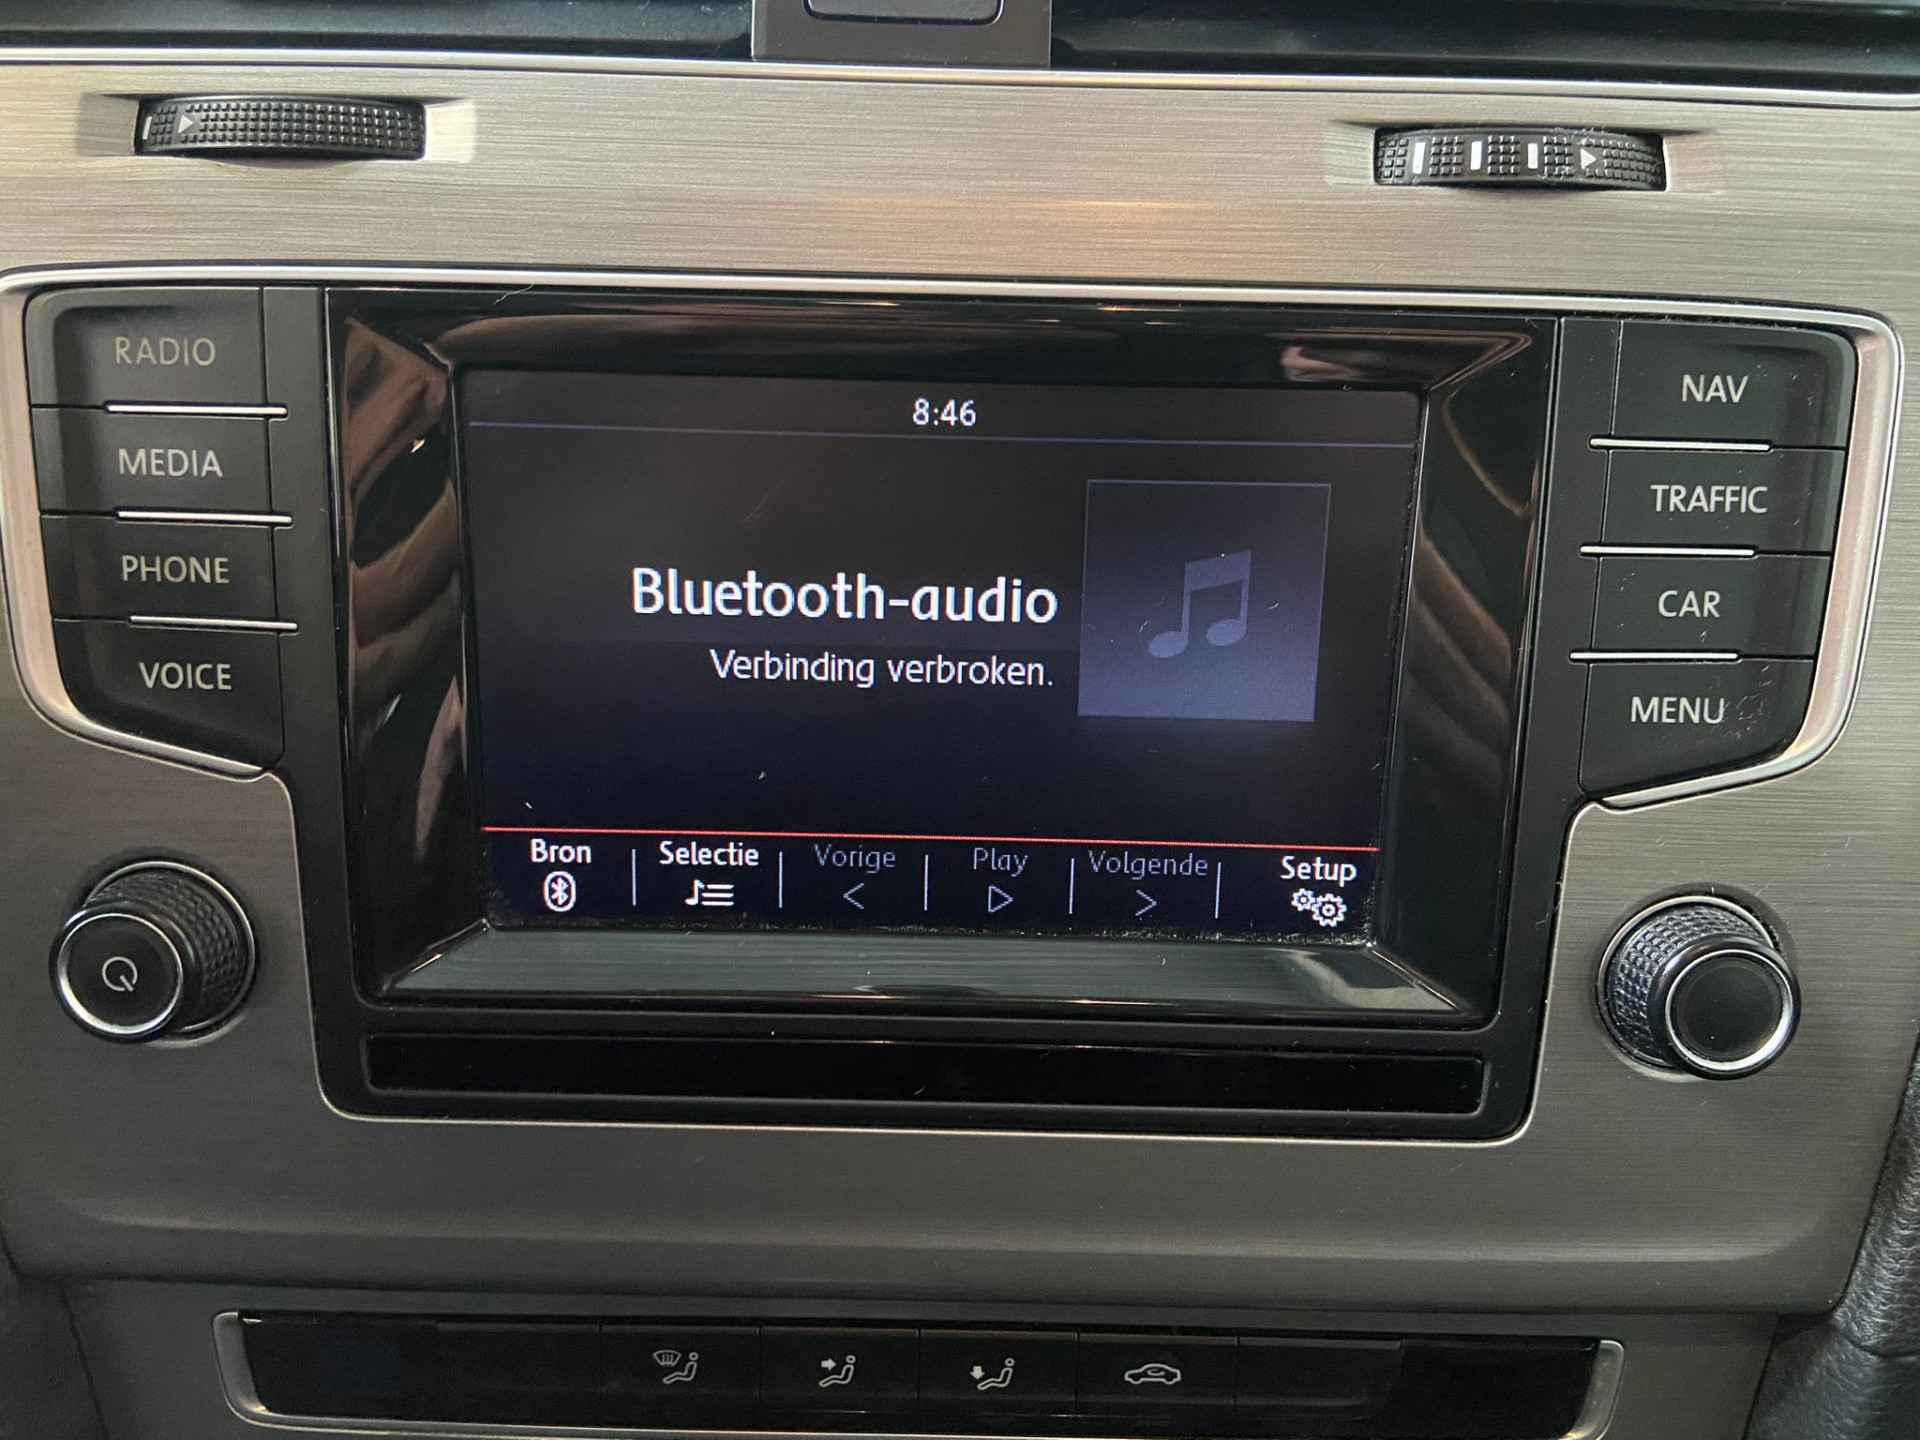 8:46
RADIO
MEDIA
PHONE
VOICE
Bluetooth-audio
Verbinding verbroken.
Bron
Selectie
Vorige
Play
Volgende
Setup
NAV
TRAFFIC
CAR
MENU